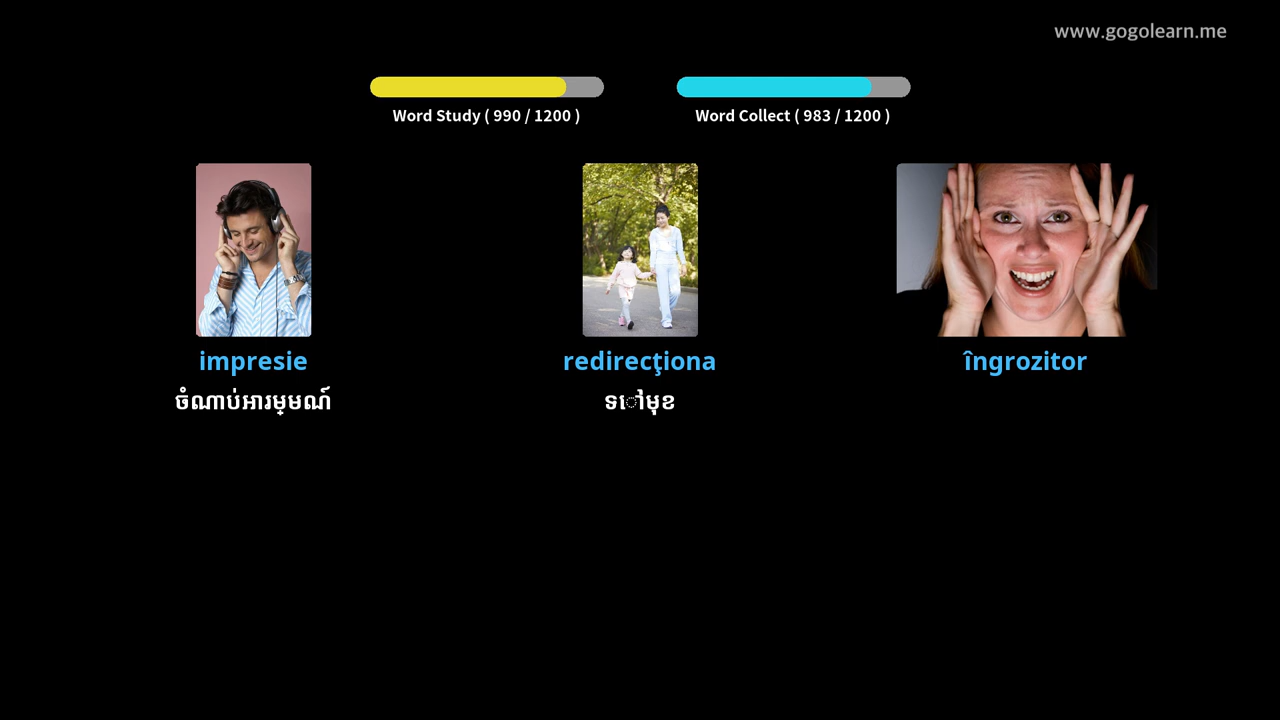 www.gogolearn.me
Word Study ( 990 / 1200 )
Word Collect ( 983 / 1200 )
impresie
redirecţiona
îngrozitor
ចំណាប់អារម្មមណ៍
ទៅមុខ